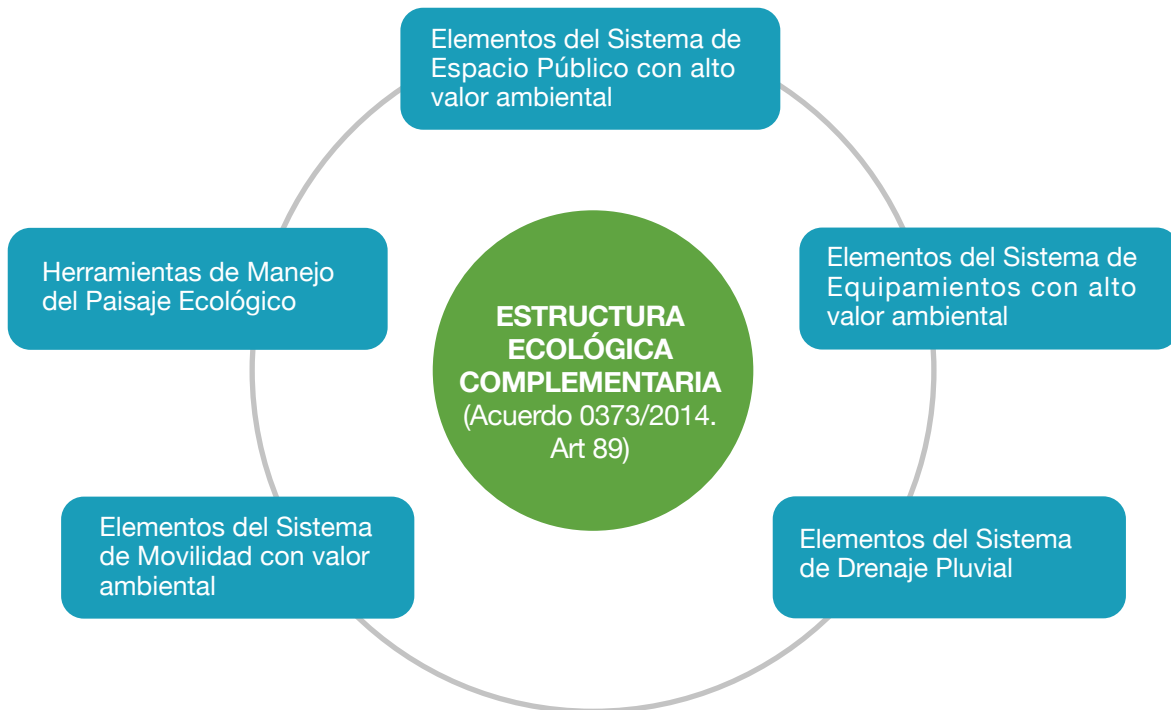 Elementos del Sistema de
Espacio Público con alto
valor ambiental
Herramientas de Manejo
del Paisaje Ecológico
Elementos del Sistema de
Equipamientos con alto
valor ambiental
ESTRUCTURA
ECOLÓGICA
COMPLEMENTARIA
(Acuerdo 0373/2014.
Art 89)
Elementos del Sistema
de Movilidad con valor
ambiental
Elementos del Sistema
de Drenaje Pluvial